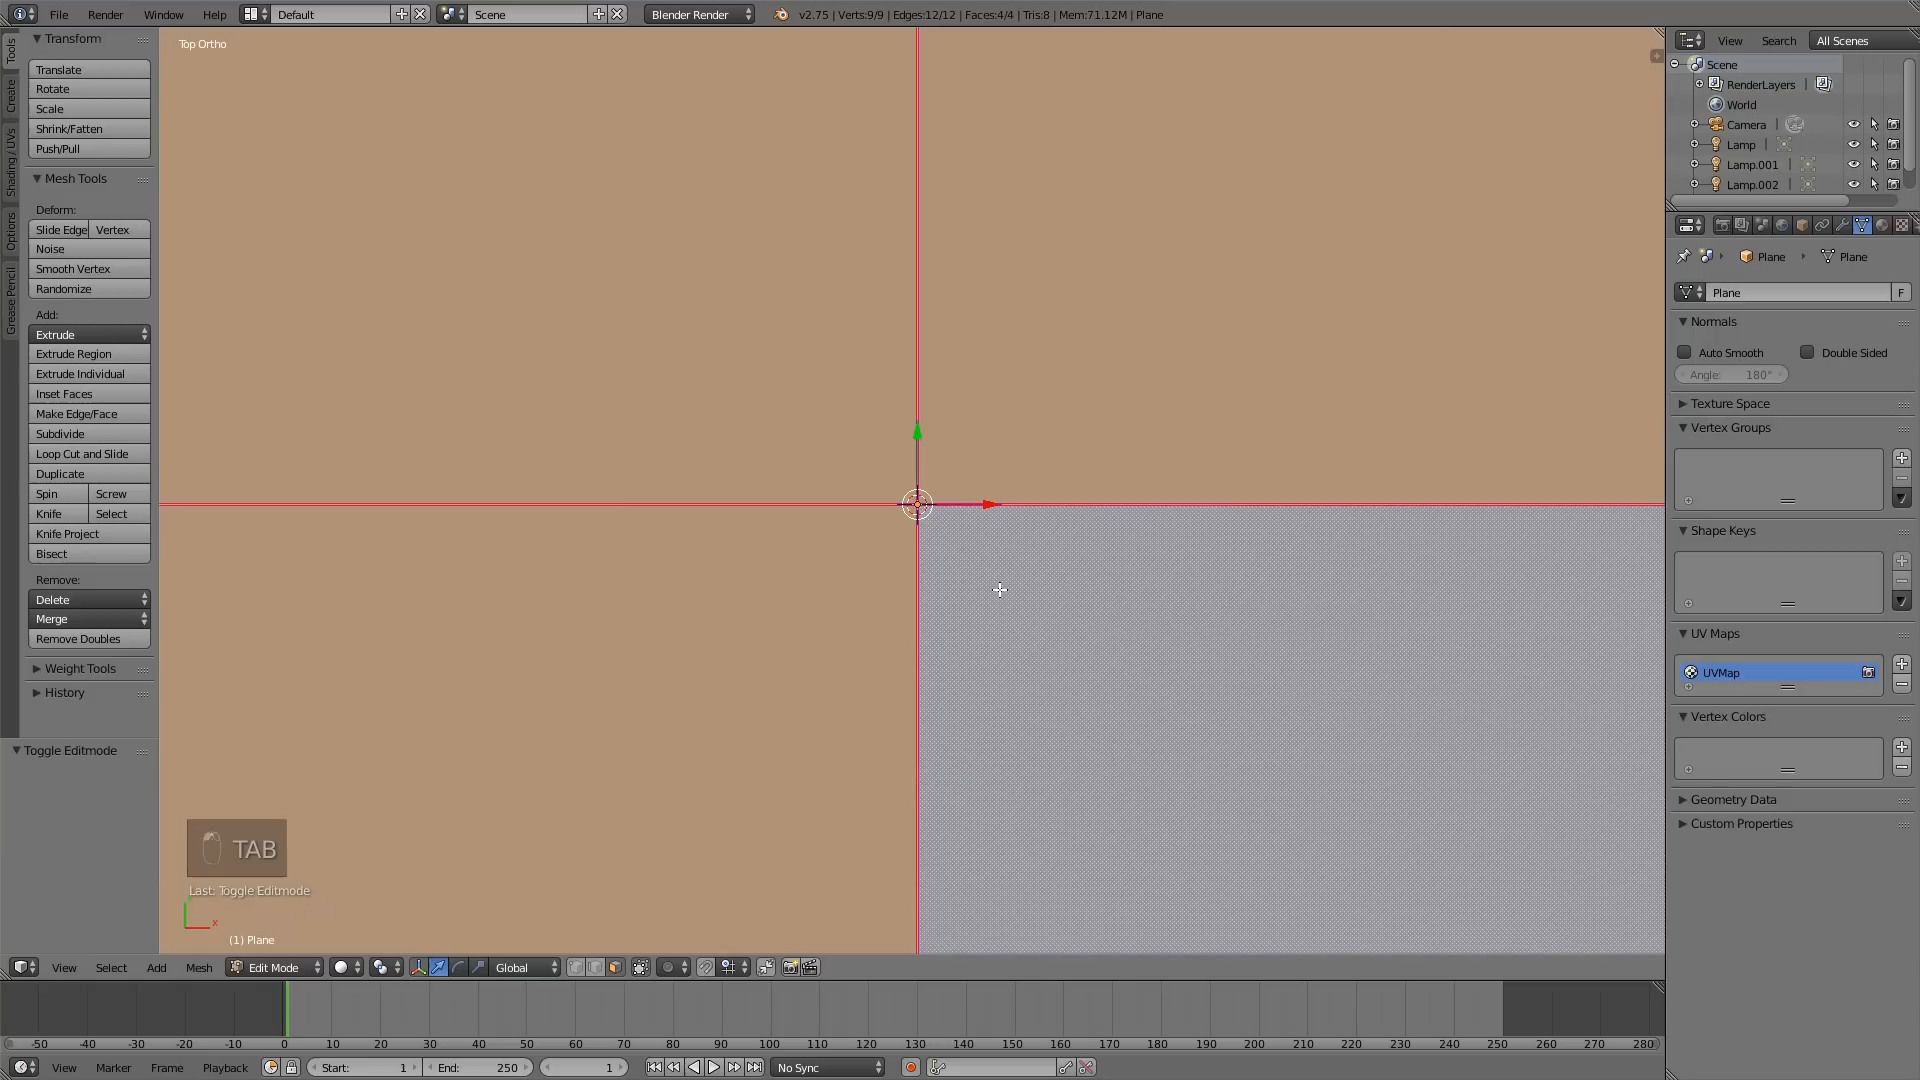 File Render Window Help Default Scene Blender Render v2.75 | Verts:9/9 | Edges:12/12 | Faces:4/4 | Tris:8 | Mem:71.12M | Plane
Top Ortho
Tools
Create
Shading / UVs
Options
Grease Pencil
Transform
Translate
Rotate
Scale
Shrink/Fatten
Push/Pull
Mesh Tools
Deform:
Slide Edge Vertex
Noise
Smooth Vertex
Randomize
Add:
Extrude
Extrude Region
Extrude Individual
Inset Faces
Make Edge/Face
Subdivide
Loop Cut and Slide
Duplicate
Spin Screw
Knife Select
Knife Project
Bisect
Remove:
Delete
Merge
Remove Doubles
Weight Tools
History
Toggle Editmode
TAB
Last: Toggle Editmode
x
(1) Plane
View Search All Scenes
Scene
RenderLayers |
World
Camera |
Lamp |
Lamp.001 |
Lamp.002 |
Plane Plane
Plane F
Normals
Auto Smooth Double Sided
Angle: 180°
Texture Space
Vertex Groups
Shape Keys
UV Maps
UVMap
Vertex Colors
Geometry Data
Custom Properties
View Select Add Mesh Edit Mode Global
-50 -40 -30 -20 -10 0 10 20 30 40 50 60 70 80 90 100 110 120 130 140 150 160 170 180 190 200 210 220 230 240 250 260 270 280
View Marker Frame Playback Start: 1 End: 250 1 No Sync